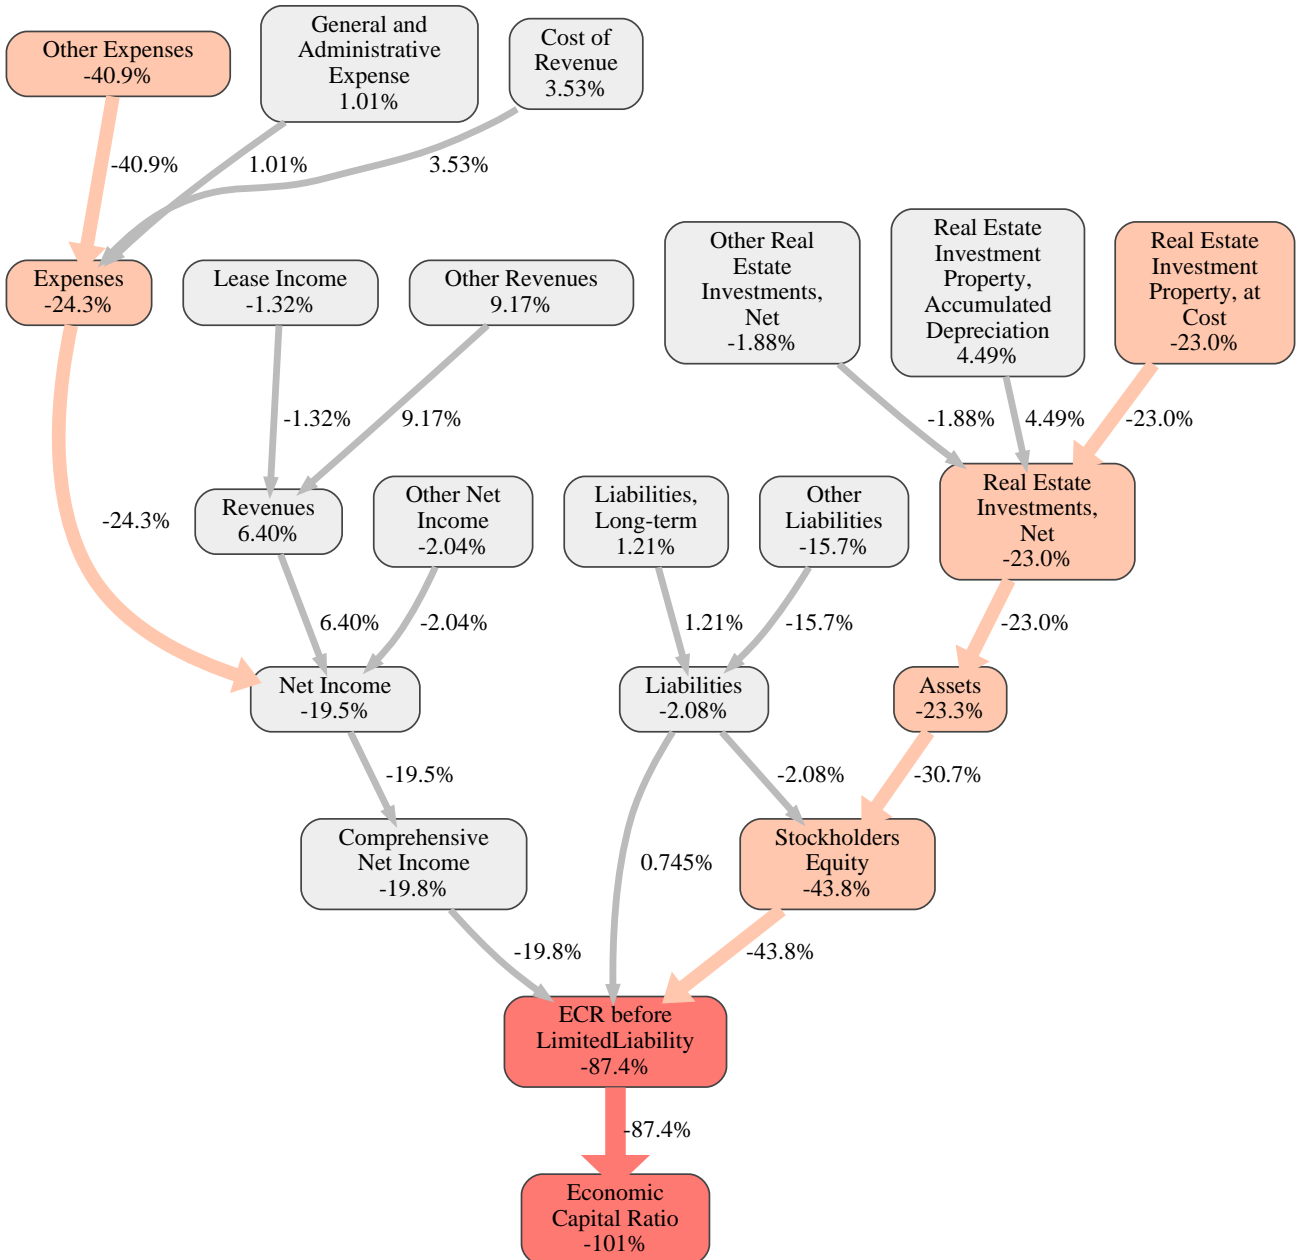 Other Expenses
-40.9%
General and
Administrative
Expense
1.01%
Cost of
Revenue
3.53%
-40.9%
1.01%
3.53%
Expenses
-24.3%
Lease Income
-1.32%
Other Revenues
9.17%
Other Real
Estate
Investments,
Net
-1.88%
Real Estate
Investment
Property,
Accumulated
Depreciation
4.49%
Real Estate
Investment
Property, at
Cost
-23.0%
-1.32%
9.17%
-1.88%
4.49%
-23.0%
-24.3%
Revenues
6.40%
Other Net
Income
-2.04%
Liabilities,
Long-term
1.21%
Other
Liabilities
-15.7%
Real Estate
Investments,
Net
-23.0%
6.40%
-2.04%
1.21%
-15.7%
-23.0%
Net Income
-19.5%
Liabilities
-2.08%
Assets
-23.3%
-19.5%
-2.08%
-30.7%
Comprehensive
Net Income
-19.8%
0.745%
Stockholders
Equity
-43.8%
-19.8%
-43.8%
ECR before
LimitedLiability
-87.4%
-87.4%
Economic
Capital Ratio
-101%